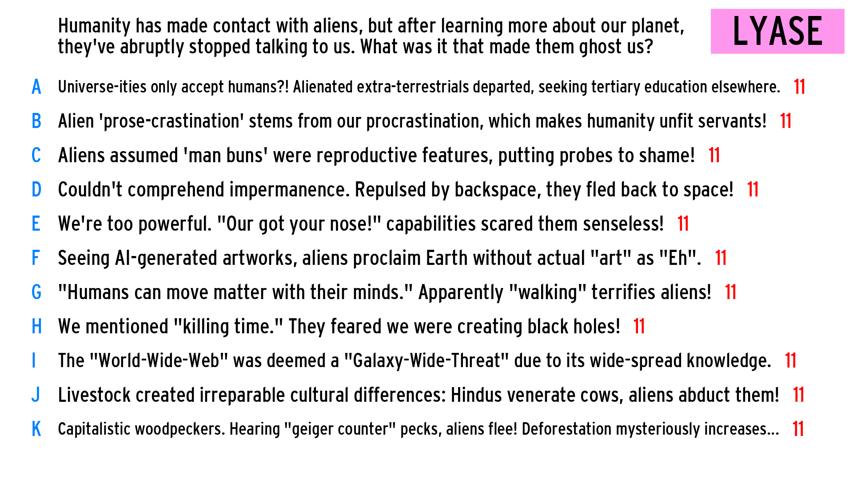 Humanity has made contact with aliens, but after learning more about our planet,
they've abruptly stopped talking to us. What was it that made them ghost us?
LYASE
A Universe-ities only accept humans?! Alienated extra-terrestrials departed, seeking tertiary education elsewhere. 11
B Alien 'prose-crastination' stems from our procrastination, which makes humanity unfit servants! 11
C Aliens assumed 'man buns' were reproductive features, putting probes to shame! 11
D Couldn't comprehend impermanence. Repulsed by backspace, they fled back to space! 11
E We're too powerful. "Our got your nose!" capabilities scared them senseless! 11
F Seeing AI-generated artworks, aliens proclaim Earth without actual "art" as "Eh". 11
G "Humans can move matter with their minds." Apparently "walking" terrifies aliens! 11
H We mentioned "killing time." They feared we were creating black holes! 11
I The "World-Wide-Web" was deemed a "Galaxy-Wide-Threat" due to its wide-spread knowledge. 11
J Livestock created irreparable cultural differences: Hindus venerate cows, aliens abduct them! 11
K Capitalistic woodpeckers. Hearing "geiger counter" pecks, aliens flee! Deforestation mysteriously increases... 11